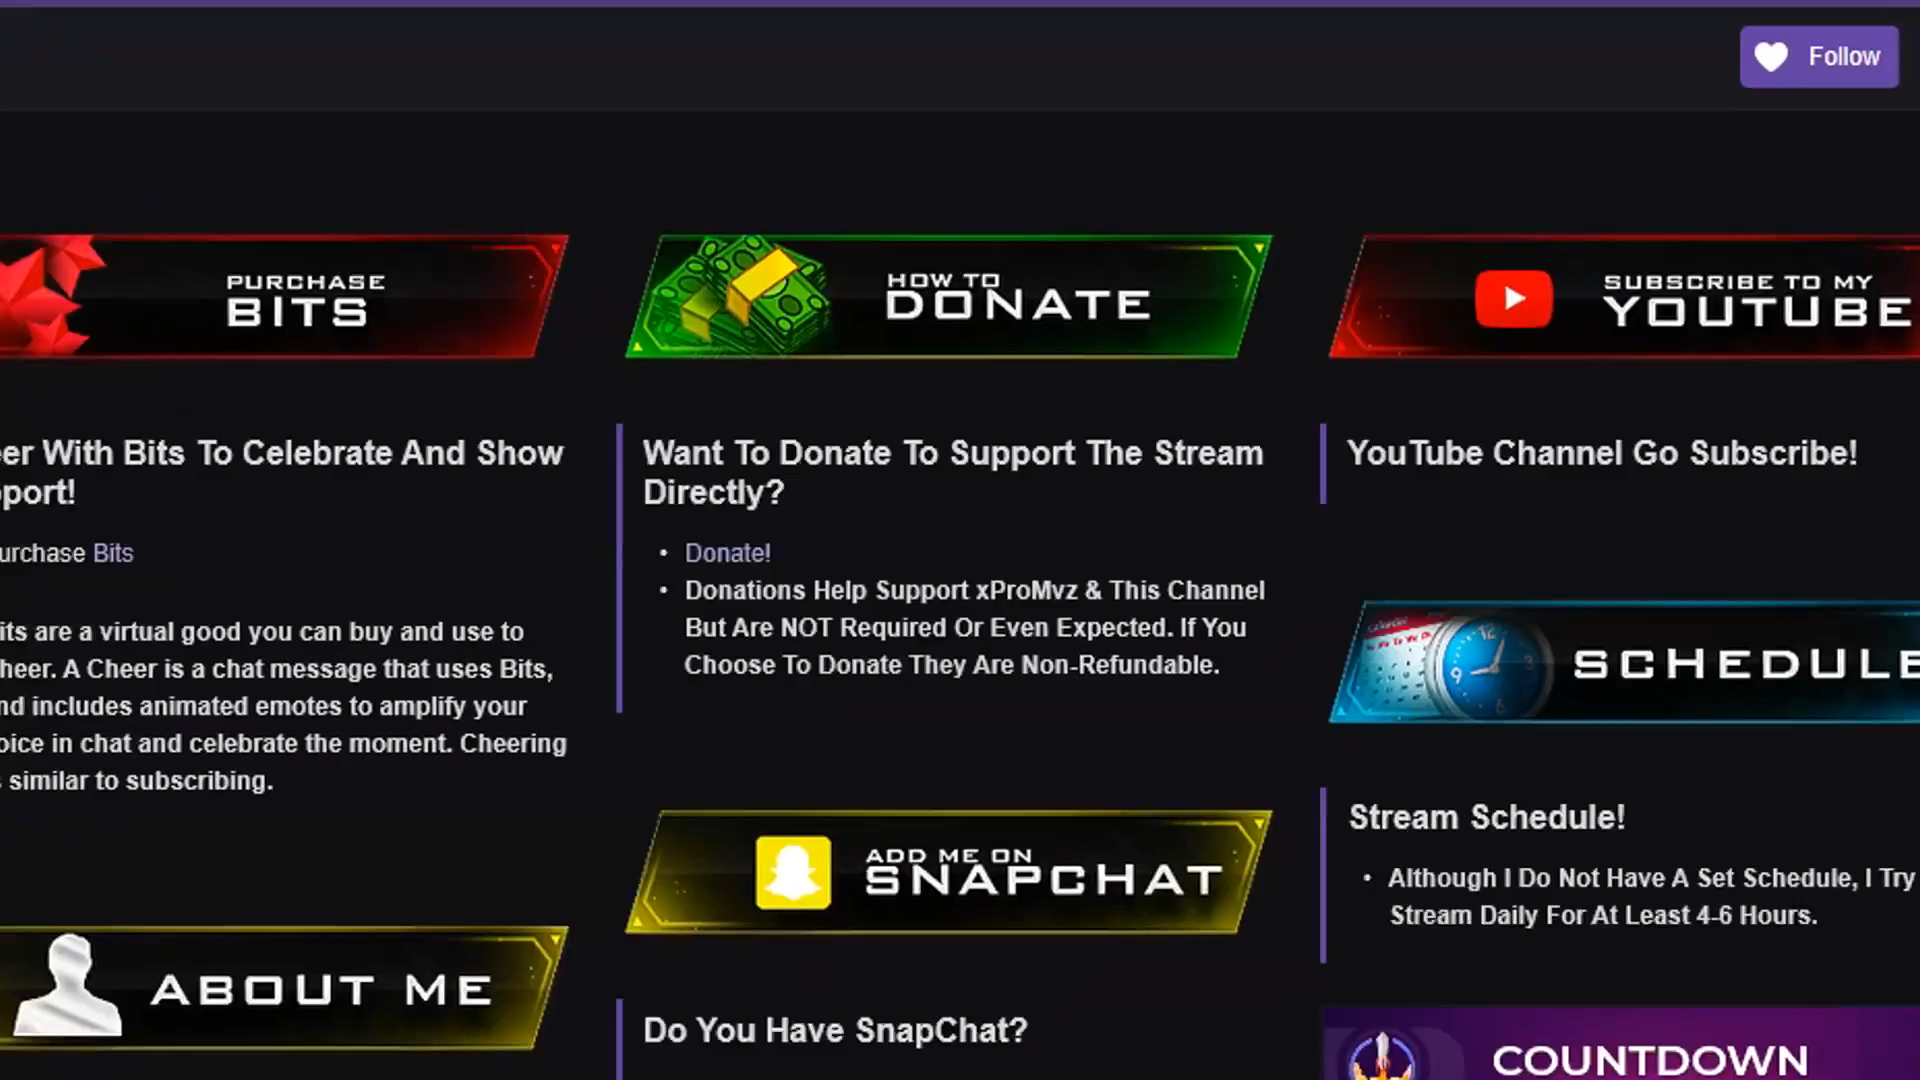 Follow
PURCHASE
BITS
HOW TO
DONATE
SUBSCRIBE TO MY
YOUTUBE
er With Bits To Celebrate And Show
port!
urchase Bits
its are a virtual good you can buy and use to
heer. A Cheer is a chat message that uses Bits,
nd includes animated emotes to amplify your
oice in chat and celebrate the moment. Cheering
s similar to subscribing.
ABOUT ME
Want To Donate To Support The Stream
Directly?
• Donate!
• Donations Help Support xProMvz & This Channel
But Are NOT Required Or Even Expected. If You
Choose To Donate They Are Non-Refundable.
ADD ME ON
SNAPCHAT
Do You Have SnapChat?
YouTube Channel Go Subscribe!
12
3
6
9
SCHEDULE
Stream Schedule!
• Although I Do Not Have A Set Schedule, I Try
Stream Daily For At Least 4-6 Hours.
COUNTDOWN